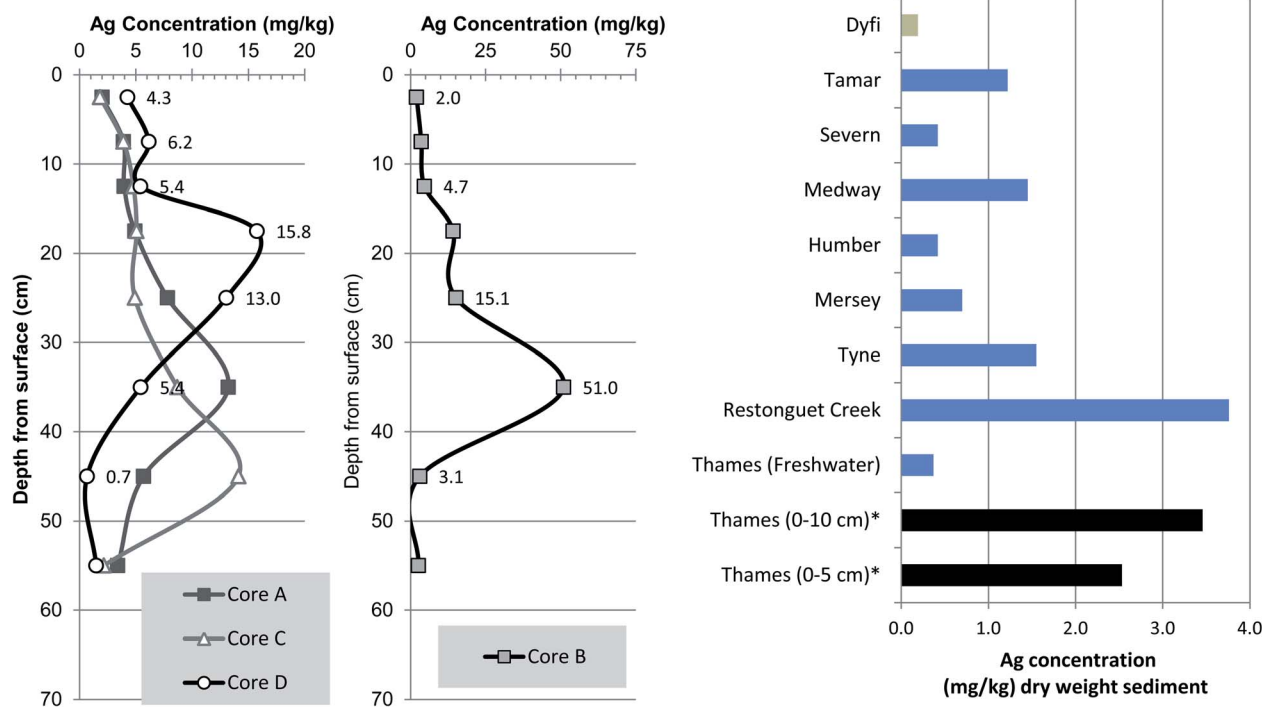 Ag Concentration (mg/kg)
0 5 10 15 20
0
10
20
30
40
50
60
70
Depth from surface (cm)
4.3
6.2
5.4
15.8
13.0
5.4
0.7
Core A
Core C
Core D
Ag Concentration (mg/kg)
0 25 50 75
0
10
20
30
40
50
60
70
Depth from surface (cm)
2.0
4.7
15.1
51.0
3.1
Core B
Dyfi
Tamar
Severn
Medway
Humber
Mersey
Tyne
Restonguet Creek
Thames (Freshwater)
Thames (0-10 cm)*
Thames (0-5 cm)*
0.0 1.0 2.0 3.0 4.0
Ag concentration
(mg/kg) dry weight sediment